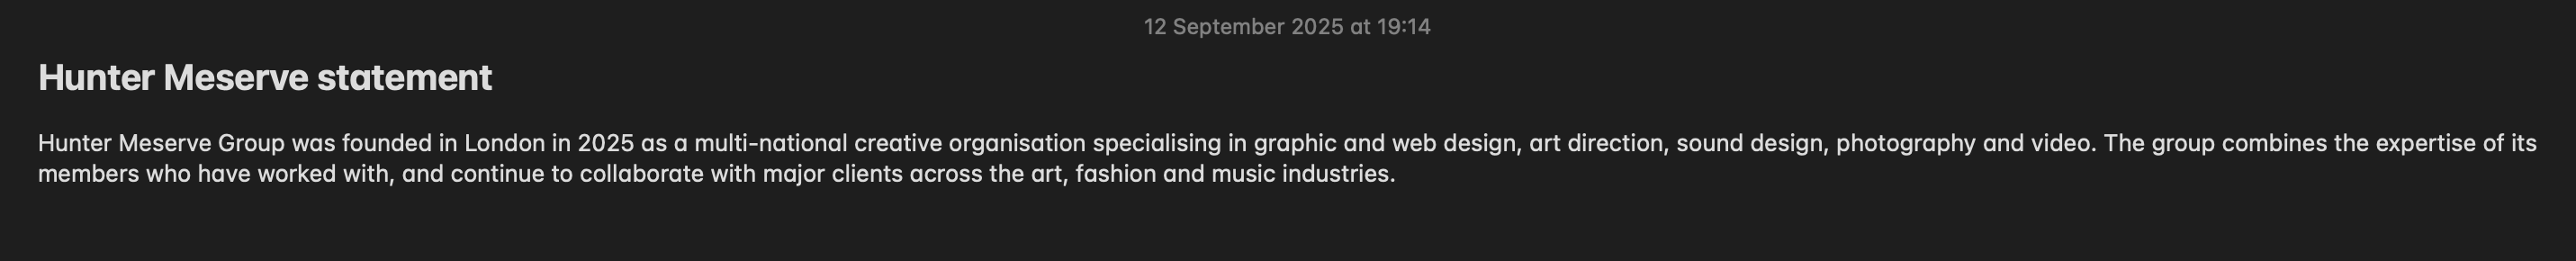 12 September 2025 at 19:14
Hunter Meserve statement
Hunter Meserve Group was founded in London in 2025 as a multi-national creative organisation specialising in graphic and web design, art direction, sound design, photography and video. The group combines the expertise of its
members who have worked with, and continue to collaborate with major clients across the art, fashion and music industries.